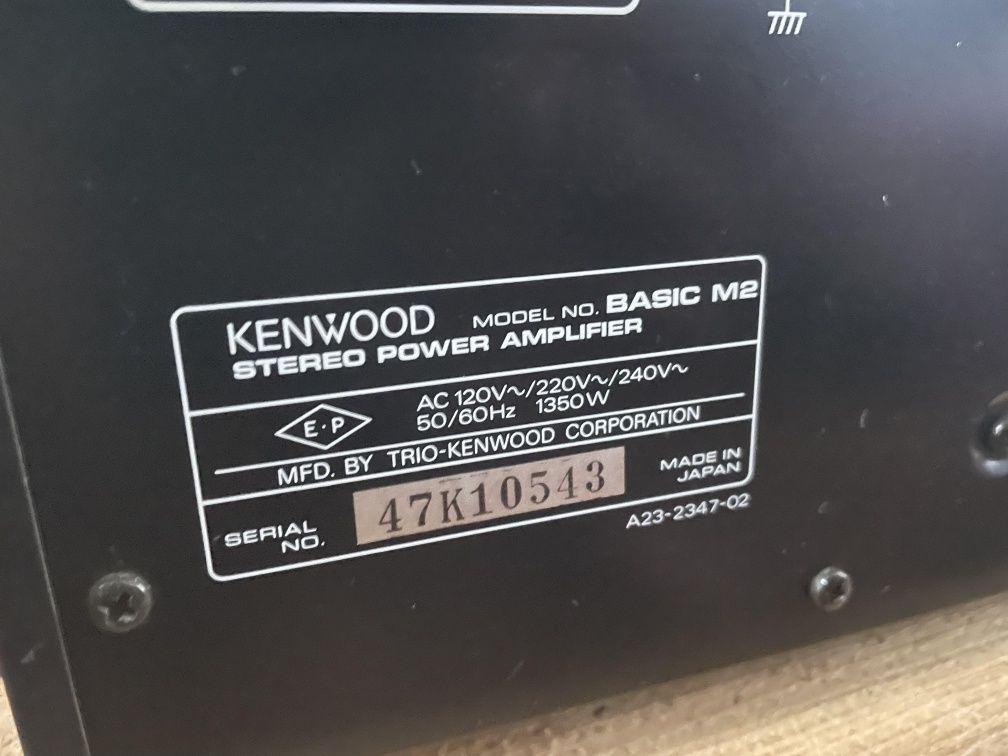 KENWOOD MODEL NO. BASIC M2
STEREO POWER AMPLIFIER
E·P
AC 120V~/220V~/240V~
50/60Hz 1350W
MFD. BY TRIO-KENWOOD CORPORATION
SERIAL NO. 47K10543
MADE IN JAPAN
A23-2347-02